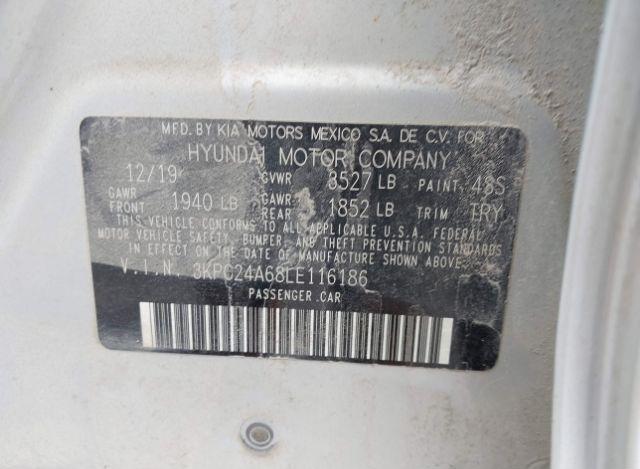 MFD. BY KIA MOTORS MEXICO S.A. DE C.V. FOR
HYUNDAI MOTOR COMPANY
12/19 GVWR 3527 LB PAINT 48S
GAWR FRONT 1940 LB GAWR REAR 1852 LB TRIM TRY
THIS VEHICLE CONFORMS TO ALL APPLICABLE U.S.A. FEDERAL
MOTOR VEHICLE SAFETY, BUMPER, AND THEFT PREVENTION STANDARDS
IN EFFECT ON THE DATE OF MANUFACTURE SHOWN ABOVE.
V.I.N. 3KPC24A68LE116186
PASSENGER CAR